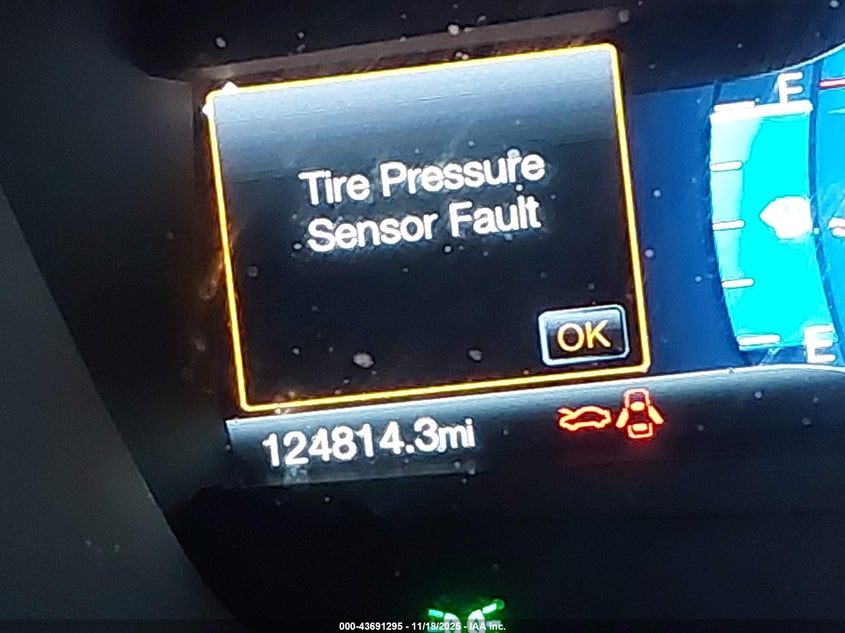 F
Tire Pressure
Sensor Fault
OK
E
124814.3mi
000-43691295 - 11/18/2025 - IAA Inc.